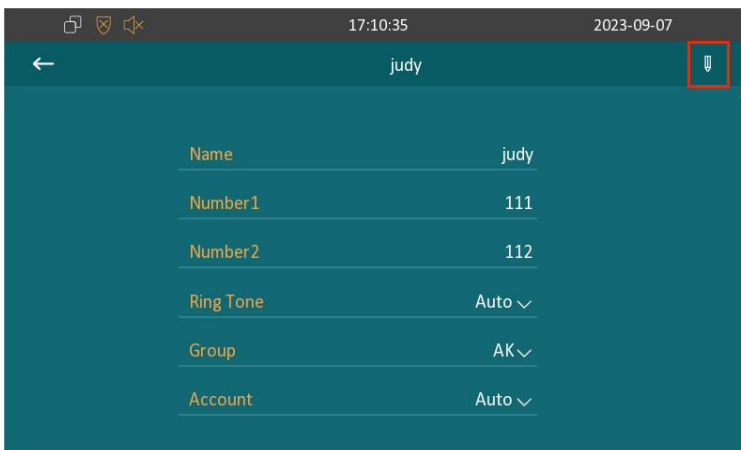 17:10:35 2023-09-07
judy
Name judy
Number1 111
Number2 112
Ring Tone Auto
Group AK
Account Auto